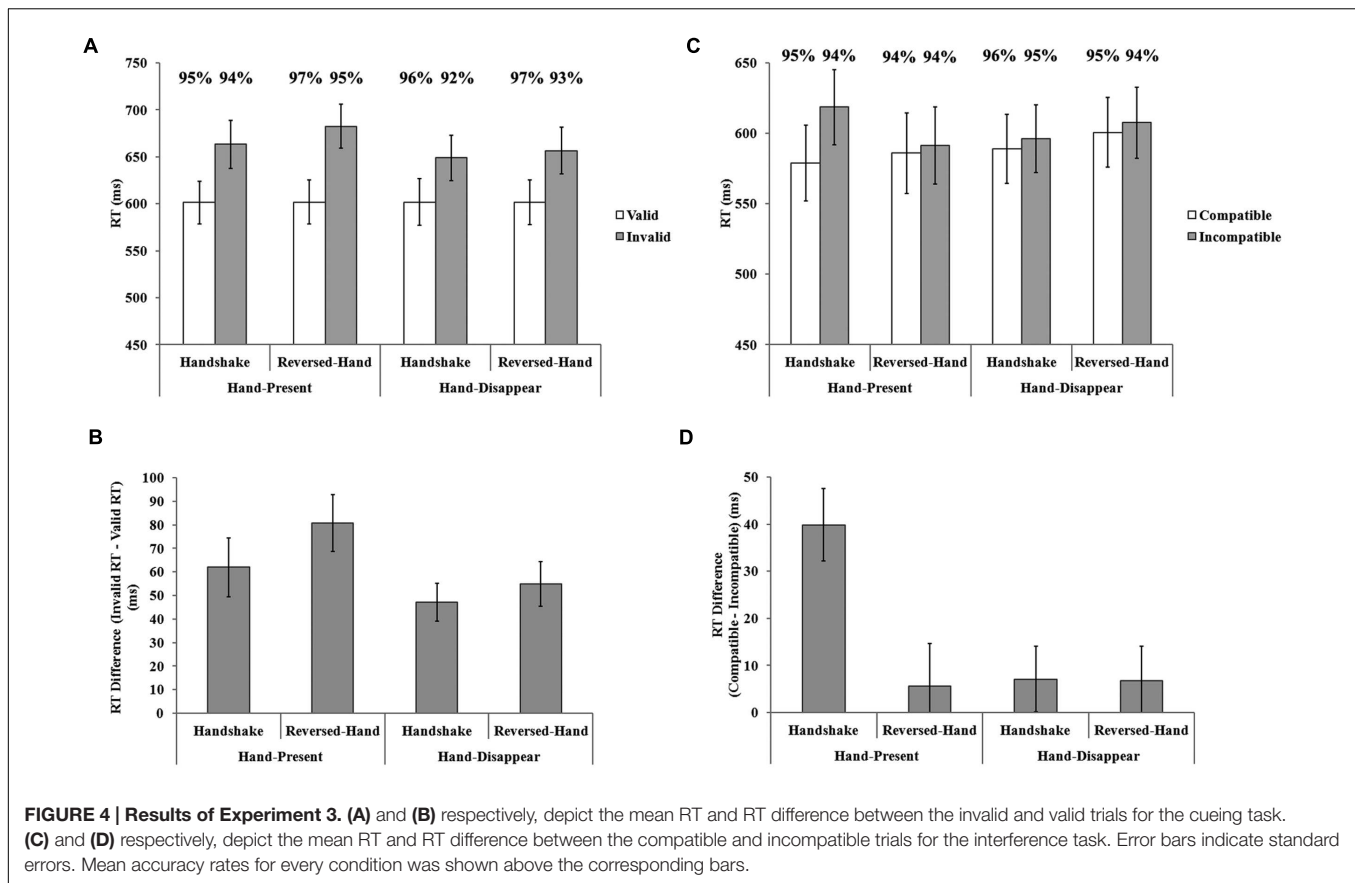 A
95% 94% 97% 95% 96% 92% 97% 93%
750
700
650
600
550
500
450
RT (ms)
Valid
Invalid
Handshake Reversed-Hand Handshake Reversed-Hand
Hand-Present Hand-Disappear
C
95% 94% 94% 94% 96% 95% 95% 94%
650
600
550
500
450
RT (ms)
Compatible
Incompatible
Handshake Reversed-Hand Handshake Reversed-Hand
Hand-Present Hand-Disappear
B
100
90
80
70
60
50
40
30
20
10
0
RT Difference (Invalid RT - Valid RT)
(ms)
Handshake Reversed-Hand Handshake Reversed-Hand
Hand-Present Hand-Disappear
D
50
40
30
20
10
0
RT Difference
(Compatible - Incompatible) (ms)
Handshake Reversed-Hand Handshake Reversed-Hand
Hand-Present Hand-Disappear
FIGURE 4 | Results of Experiment 3. (A) and (B) respectively, depict the mean RT and RT difference between the invalid and valid trials for the cueing task.
(C) and (D) respectively, depict the mean RT and RT difference between the compatible and incompatible trials for the interference task. Error bars indicate standard
errors. Mean accuracy rates for every condition was shown above the corresponding bars.